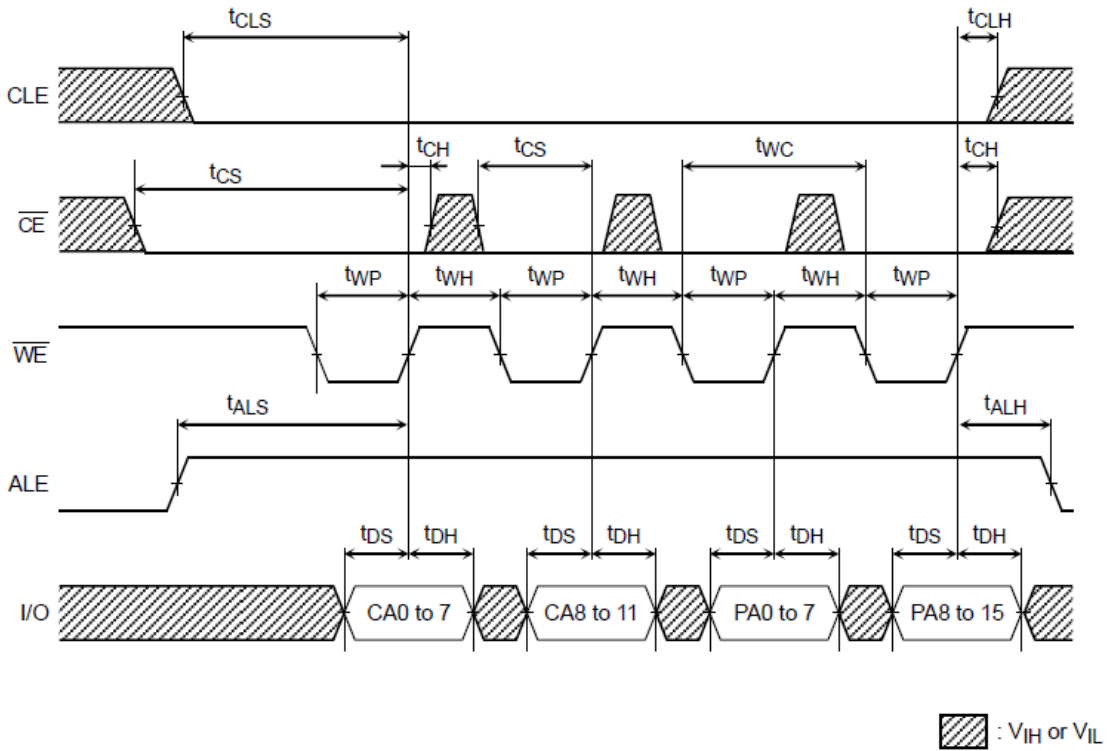 tCLS
tCLH
CLE
tCH
tCS
tWC
tCH
tCS
CE
tWP
tWH
tWP
tWH
tWP
tWH
tWP
WE
tALS
tALH
ALE
tDS
tDH
tDS
tDH
tDS
tDH
tDS
tDH
I/O
CA0 to 7
CA8 to 11
PA0 to 7
PA8 to 15
: VIH or VIL